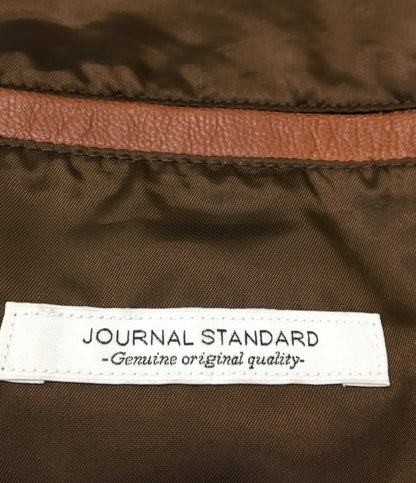 JOURNAL STANDARD
-Genuine original quality-